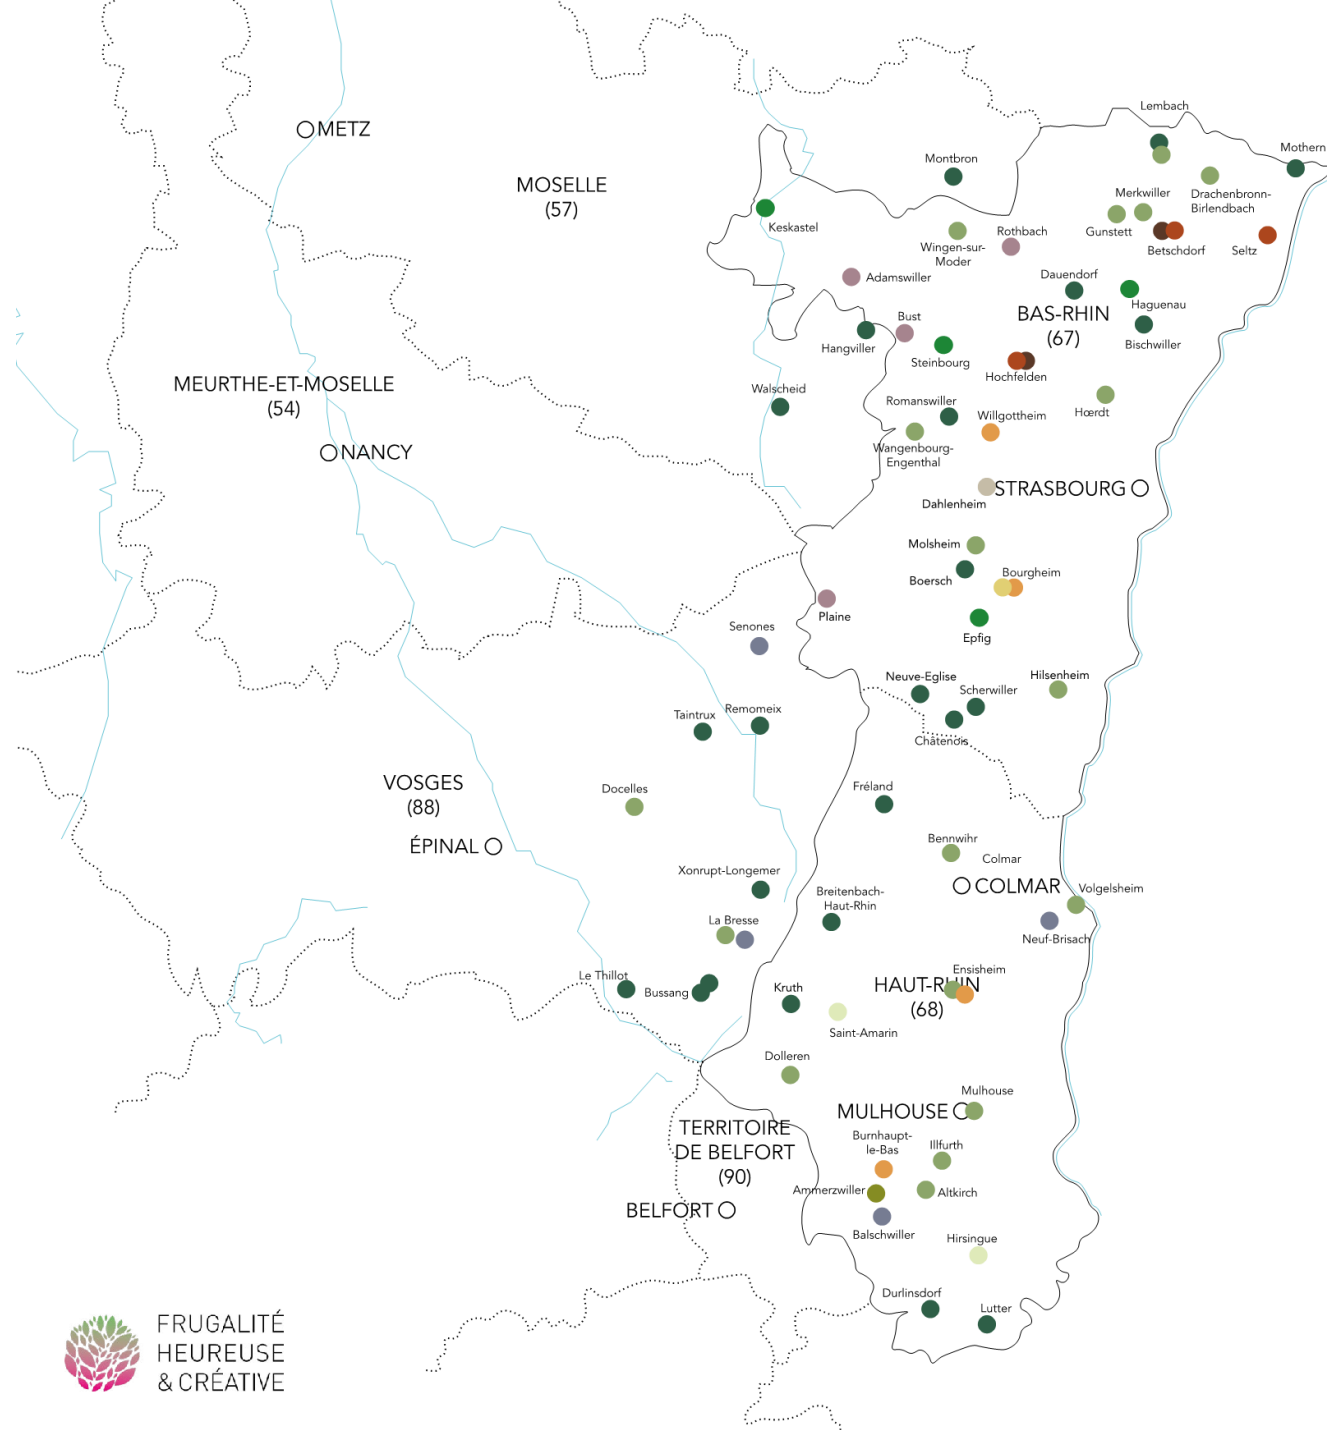 Lembach
METZ
Mothern
Montbron
MOSELLE
(57)
Merkwiller
Drachenbronn-
Birlendbach
Keskastel
Gunstett
Wingen-sur-
Moder
Rothbach
Betschdorf
Seltz
Adamswiller
Dauendorf
Haguenau
BAS-RHIN
(67)
Bust
Hangviller
Bischwiller
Steinbourg
Hochfelden
MEURTHE-ET-MOSELLE
(54)
Walscheid
Romanswiller
Willgottheim
Hœrdt
NANCY
Wangenbourg-
Engenthal
STRASBOURG
Dahlenheim
Molsheim
Boersch
Bourgheim
Plaine
Senones
Epfig
Neuve-Eglise
Hilsenheim
Scherwiller
Taintrux
Remomeix
Châtenois
VOSGES
(88)
Docelles
Fréland
ÉPINAL
Bennwihr
Colmar
Xonrupt-Longemer
COLMAR
Volgelsheim
Breitenbach-
Haut-Rhin
La Bresse
Neuf-Brisach
Le Thillot
Bussang
Kruth
Ensisheim
HAUT-RHIN
(68)
Saint-Amarin
Dolleren
Mulhouse
MULHOUSE
TERRITOIRE
DE BELFORT
(90)
Burnhaupt-
le-Bas
Illfurth
Ammerzwiller
Altkirch
BELFORT
Balschwiller
Hirsingue
Durlinsdorf
Lutter
FRUGALITÉ
HEUREUSE
& CRÉATIVE